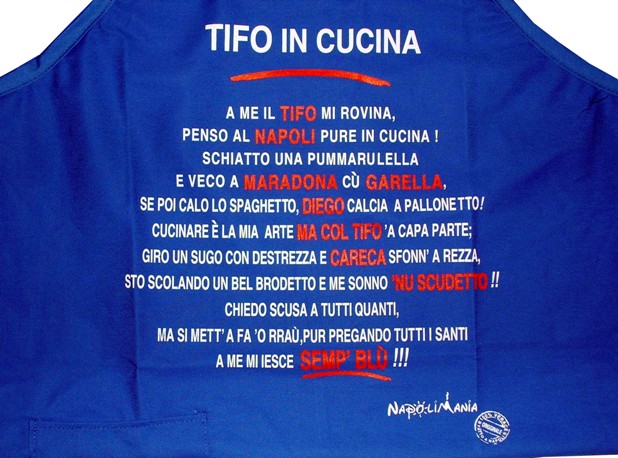 TIFO IN CUCINA
A ME IL TIFO MI ROVINA,
PENSO AL NAPOLI PURE IN CUCINA !
SCHIATTO UNA PUMMARULELLA
E VECO A MARADONA CÙ GARELLA,
SE POI CALO LO SPAGHETTO, DIEGO CALCIA A PALLONETTO!
CUCINARE È LA MIA ARTE MA COL TIFO 'A CAPA PARTE;
GIRO UN SUGO CON DESTREZZA E CARECA SFONN' A REZZA,
STO SCOLANDO UN BEL BRODETTO E ME SONNO 'NU SCUDETTO !!
CHIEDO SCUSA A TUTTI QUANTI,
MA SI METT' A FA 'O RRAÙ,PUR PREGANDO TUTTI I SANTI
A ME MI IESCE SEMP' BLÙ !!!
NAPOLIMANIA
ORIGINALE